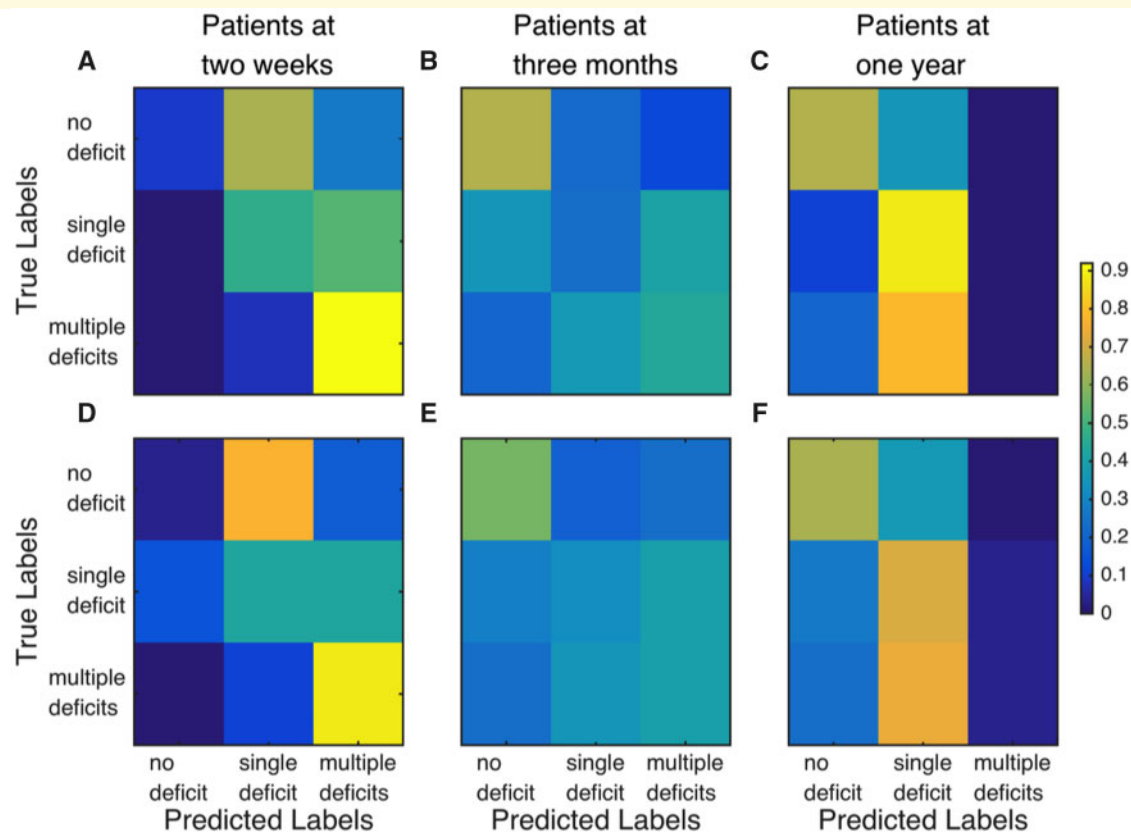 Patients at
two weeks
Patients at
three months
Patients at
one year
A
B
C
True Labels
no
deficit
single
deficit
multiple
deficits
D
E
F
True Labels
no
deficit
single
deficit
multiple
deficits
0.9
0.8
0.7
0.6
0.5
0.4
0.3
0.2
0.1
0
no
deficit
single
deficit
multiple
deficits
no
deficit
single
deficit
multiple
deficits
no
deficit
single
deficit
multiple
deficits
Predicted Labels
Predicted Labels
Predicted Labels